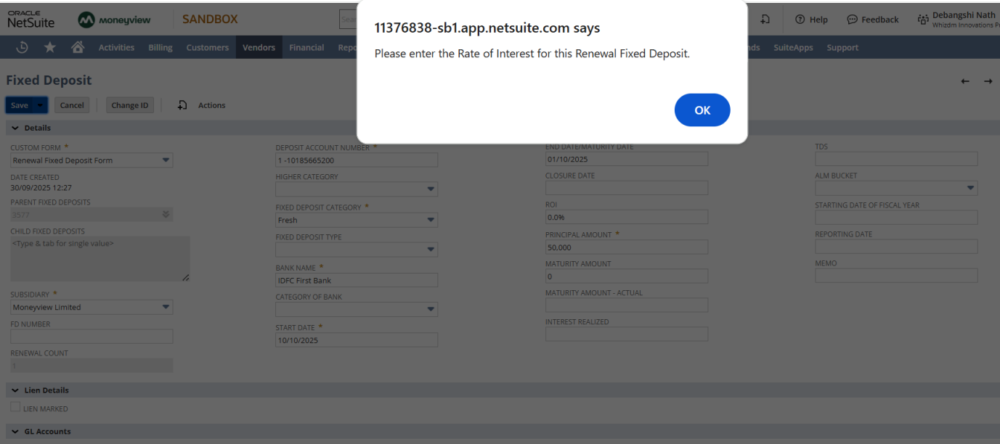 ORACLE
NetSuite
moneyview
SANDBOX
Sea
Help
Feedback
Debangshi Nath
Whizdm Innovations P
Activities
Billing
Customers
Vendors
Financial
Repo
nds
SuiteApps
Support
11376838-sb1.app.netsuite.com says
Please enter the Rate of Interest for this Renewal Fixed Deposit.
OK
Fixed Deposit
Save
Cancel
Change ID
Actions
Details
CUSTOM FORM *
Renewal Fixed Deposit Form
DATE CREATED
30/09/2025 12:27
PARENT FIXED DEPOSITS
3577
CHILD FIXED DEPOSITS
<Type & tab for single value>
SUBSIDIARY *
Moneyview Limited
FD NUMBER
RENEWAL COUNT
1
DEPOSIT ACCOUNT NUMBER *
1 -10185665200
HIGHER CATEGORY
FIXED DEPOSIT CATEGORY *
Fresh
FIXED DEPOSIT TYPE
BANK NAME *
IDFC First Bank
CATEGORY OF BANK
START DATE *
10/10/2025
END DATE/MATURITY DATE
01/10/2025
CLOSURE DATE
ROI
0.0%
PRINCIPAL AMOUNT *
50,000
MATURITY AMOUNT
0
MATURITY AMOUNT - ACTUAL
INTEREST REALIZED
TDS
ALM BUCKET
STARTING DATE OF FISCAL YEAR
REPORTING DATE
MEMO
Lien Details
LIEN MARKED
GL Accounts